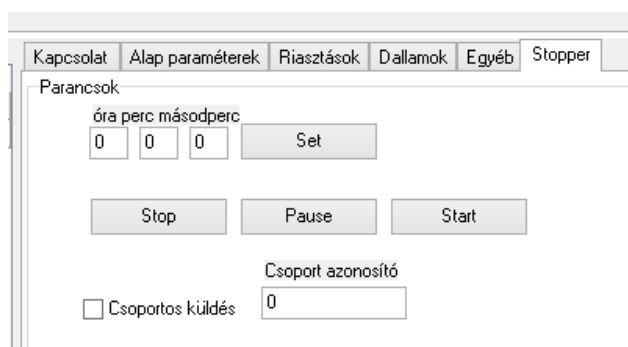 Kapcsolat Alap paraméterek Riasztások Dallamok Egyéb Stopper
Parancsok
óra perc másodperc
0 0 0 Set
Stop Pause Start
Csoport azonosító
Csoportos küldés 0